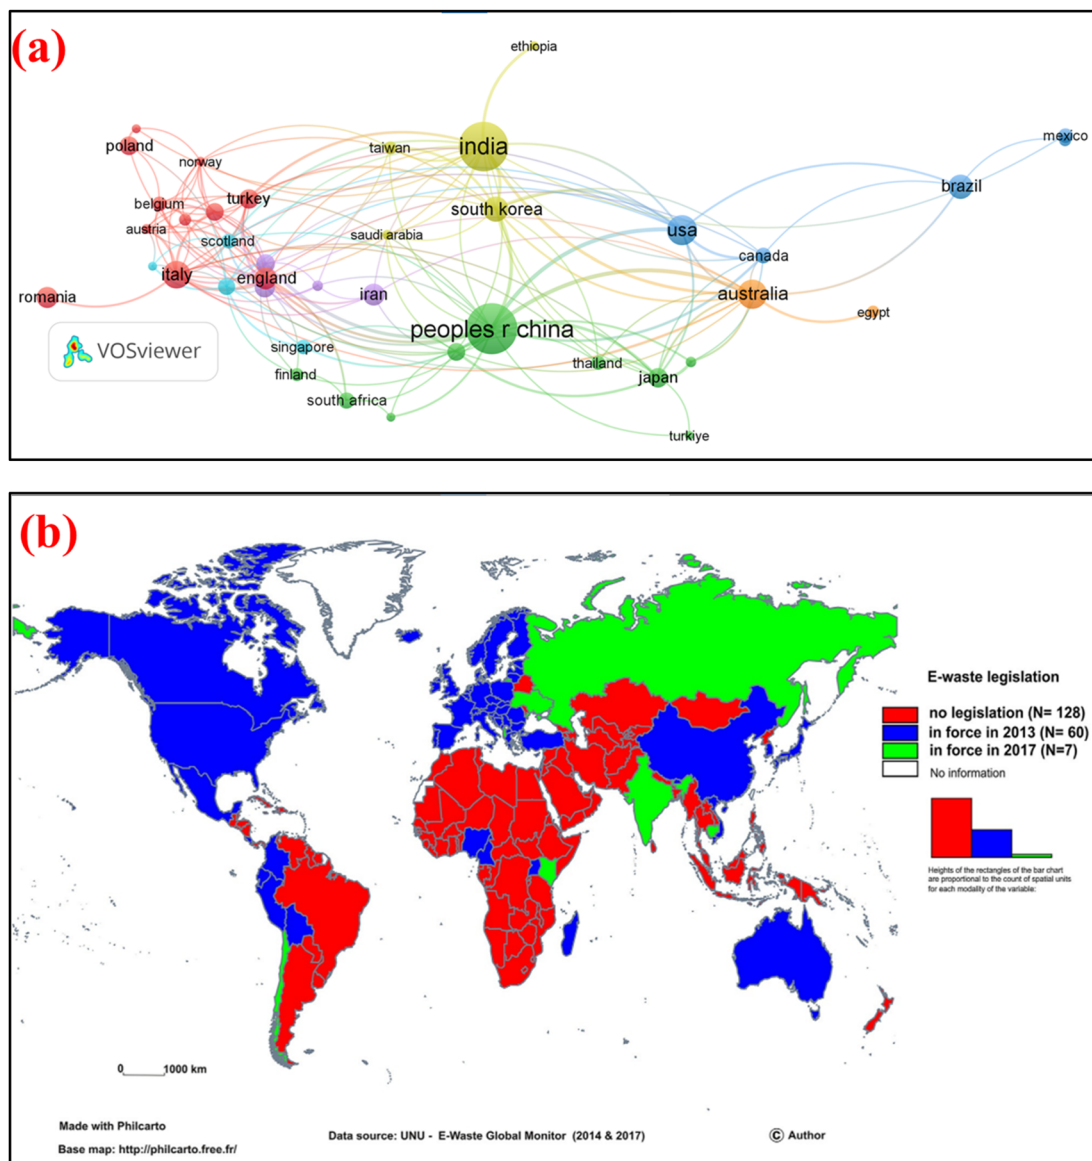 (a)
ethiopia
mexico
poland
taiwan
india
norway
brazil
belgium
turkey
south korea
usa
austria
scotland
saudi arabia
canada
italy
england
iran
australia
romania
egypt
peoples r china
VOSviewer
singapore
thailand
finland
japan
south africa
turkiye
(b)
E-waste legislation
no legislation (N= 128)
in force in 2013 (N= 60)
in force in 2017 (N=7)
No information
Heights of the rectangles of the bar chart
are proportional to the count of spatial units
for each modality of the variable:
0 1000 km
Made with Philcarto
Data source: UNU - E-Waste Global Monitor (2014 & 2017)
© Author
Base map: http://philcarto.free.fr/